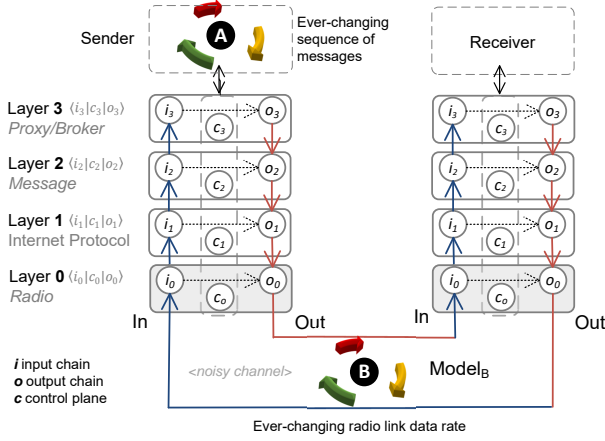 Sender
A
Ever-changing
sequence of
messages
Receiver
Layer 3 ⟨i3|c3|o3⟩
Proxy/Broker
i3
c3
o3
i3
c3
o3
Layer 2 ⟨i2|c2|o2⟩
Message
i2
c2
o2
i2
c2
o2
Layer 1 ⟨i1|c1|o1⟩
Internet Protocol
i1
c1
o1
i1
c1
o1
Layer 0 ⟨i0|c0|o0⟩
Radio
i0
co
o0
i0
co
o0
In
Out
In
Out
i input chain
o output chain
c control plane
<noisy channel>
B
ModelB
Ever-changing radio link data rate